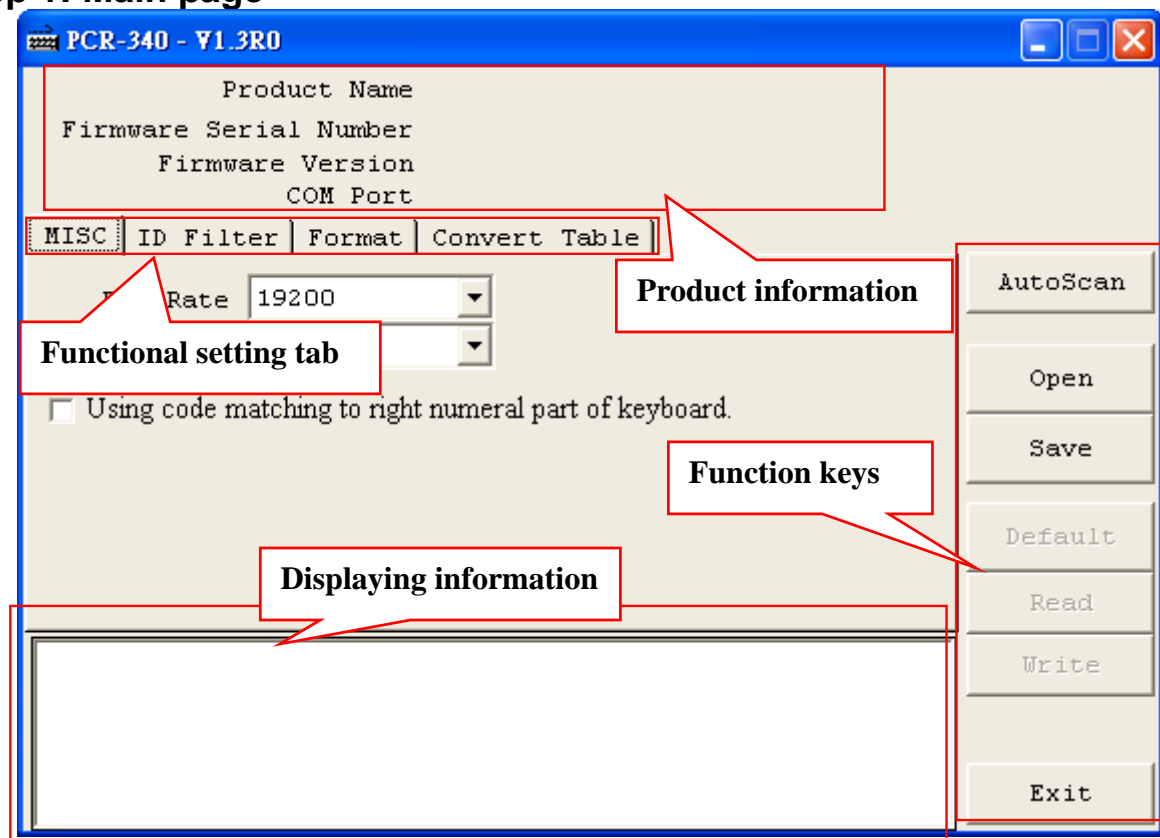 1. Main page
PCR-340 - V1.3R0
Product Name
Firmware Serial Number
Firmware Version
COM Port
MISC ID Filter Format Convert Table
Product information
AutoScan
Rate 19200
Functional setting tab
Open
Using code matching to right numeral part of keyboard.
Save
Function keys
Default
Displaying information
Read
Write
Exit